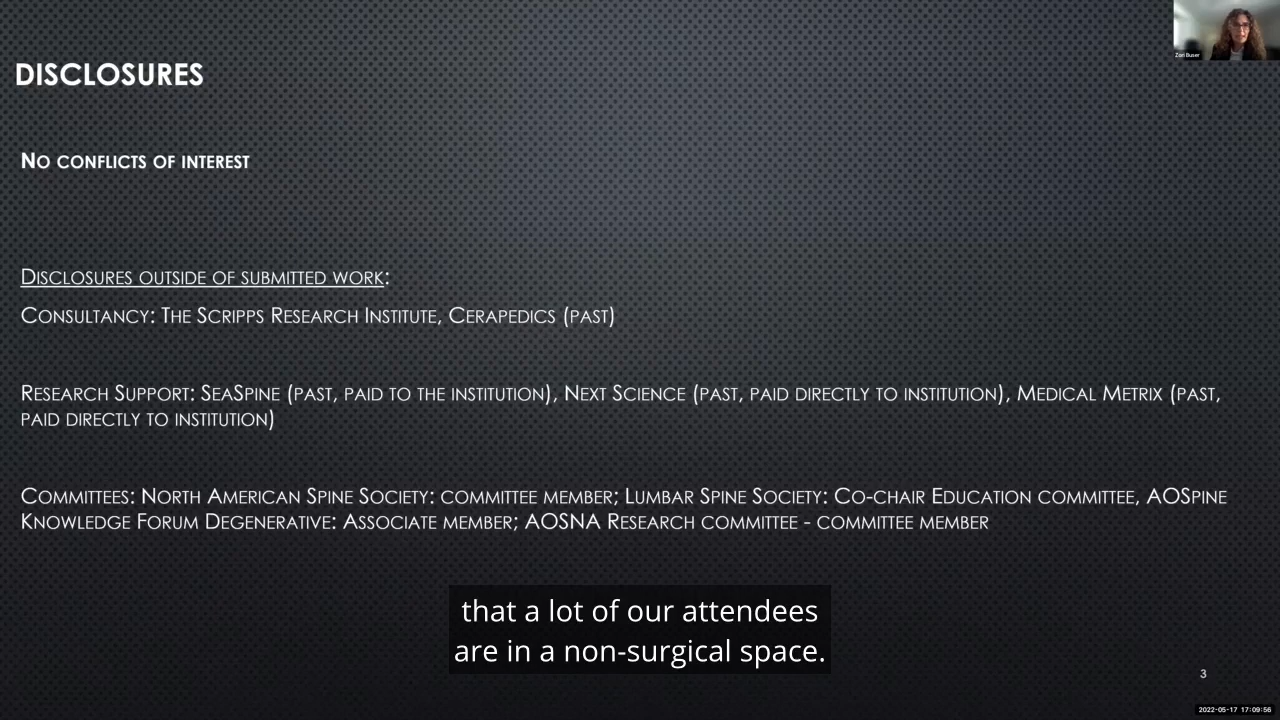 DISCLOSURES
Zori Buser
NO CONFLICTS OF INTEREST
DISCLOSURES OUTSIDE OF SUBMITTED WORK:
CONSULTANCY: THE SCRIPPS RESEARCH INSTITUTE, CERAPEDICS (PAST)
RESEARCH SUPPORT: SEASPINE (PAST, PAID TO THE INSTITUTION), NEXT SCIENCE (PAST, PAID DIRECTLY TO INSTITUTION), MEDICAL METRIX (PAST,
PAID DIRECTLY TO INSTITUTION)
COMMITTEES: NORTH AMERICAN SPINE SOCIETY: COMMITTEE MEMBER; LUMBAR SPINE SOCIETY: CO-CHAIR EDUCATION COMMITTEE, AOSPINE
KNOWLEDGE FORUM DEGENERATIVE: ASSOCIATE MEMBER; AOSNA RESEARCH COMMITTEE - COMMITTEE MEMBER
that a lot of our attendees
are in a non-surgical space.
3
2022-05-17 17:09:56